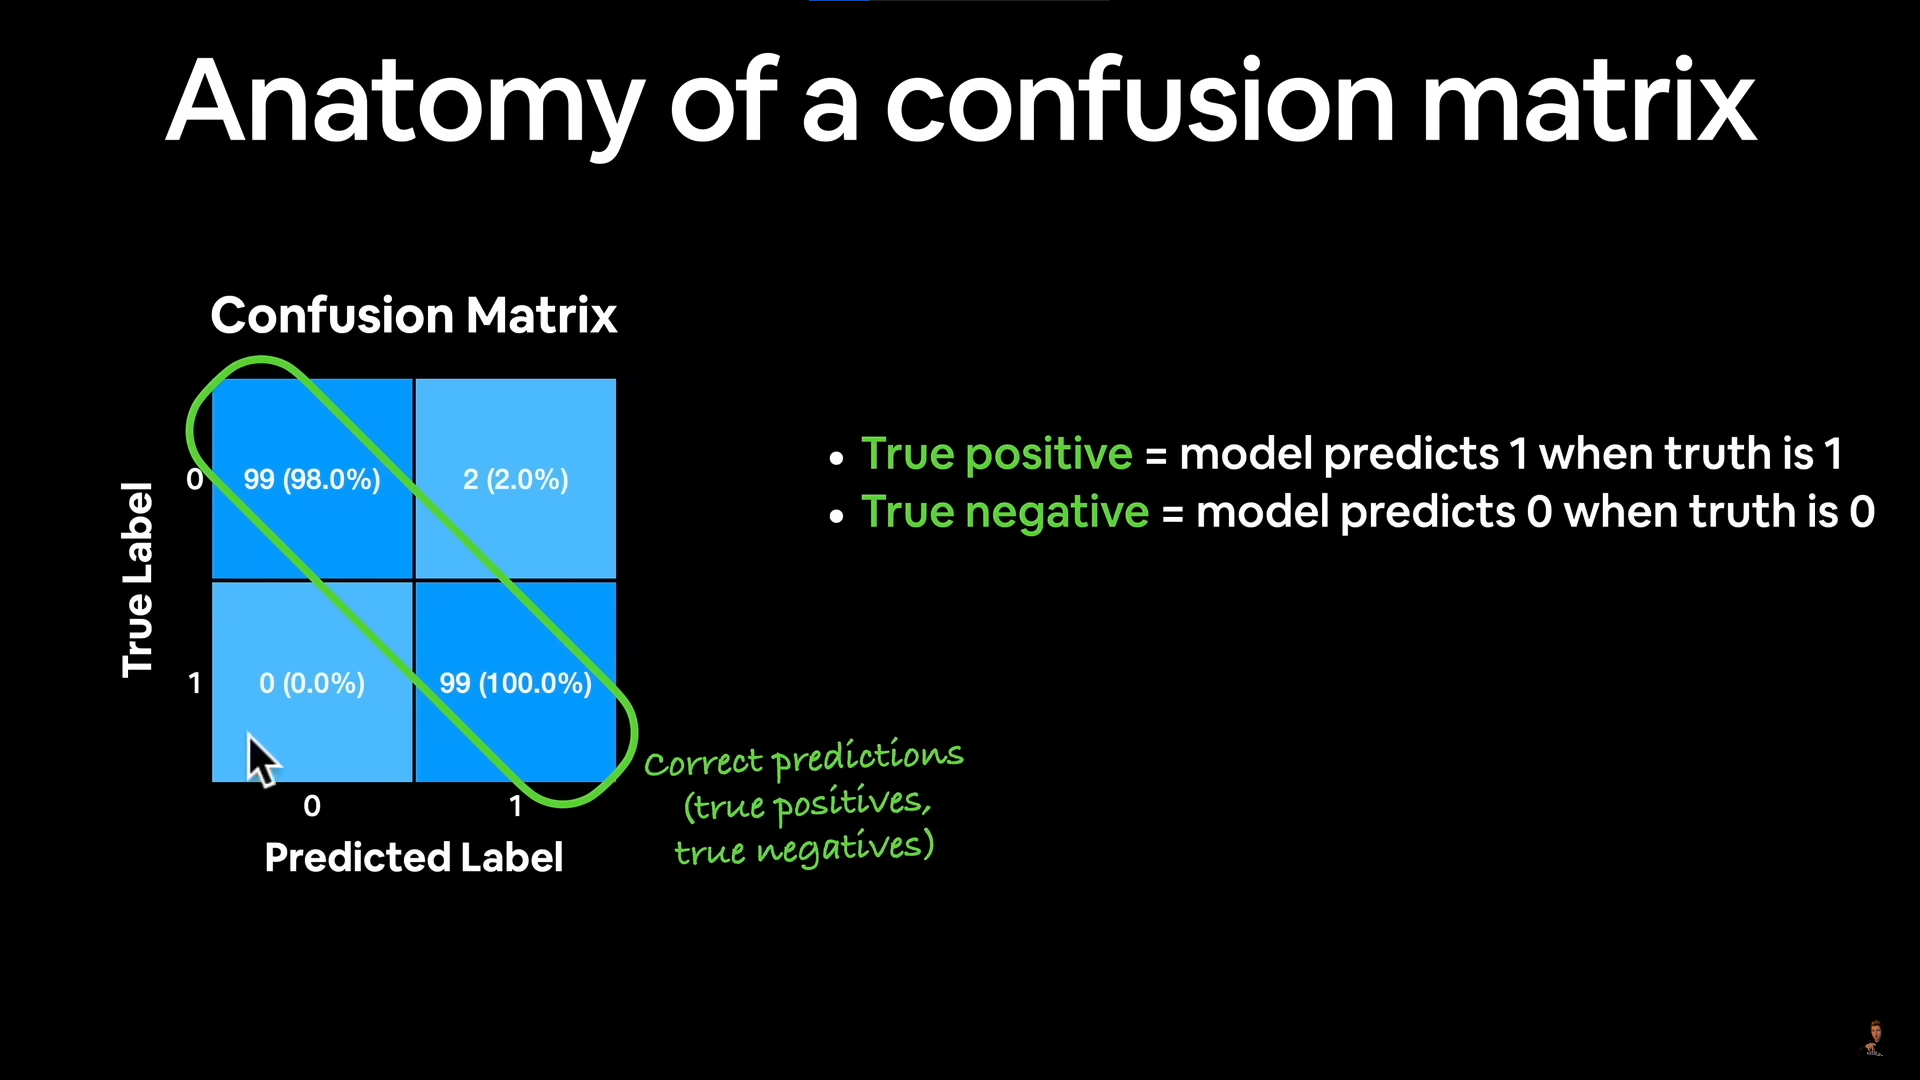 Anatomy of a confusion matrix
Confusion Matrix
True Label
0
99 (98.0%)
2 (2.0%)
1
0 (0.0%)
99 (100.0%)
0
1
Predicted Label
• True positive = model predicts 1 when truth is 1
• True negative = model predicts 0 when truth is 0
Correct predictions
(true positives,
true negatives)